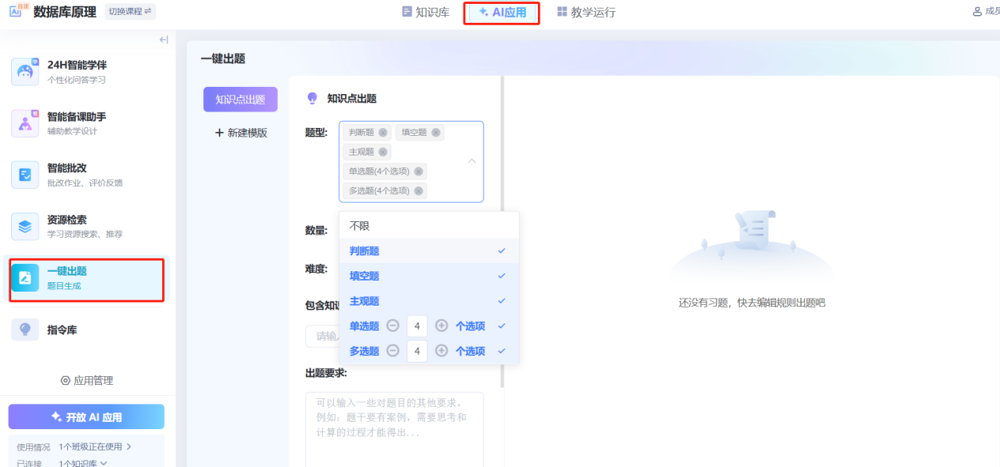 自建
AI
数据库原理
切换课程
知识库
AI应用
教学运行
成员
24H智能学伴
个性化问答学习
智能备课助手
辅助教学设计
智能批改
批改作业、评价反馈
资源检索
学习资源搜索、推荐
一键出题
题目生成
指令库
应用管理
开放 AI 应用
使用情况 1个班级正在使用
已连接 1个知识库
一键出题
知识点出题
新建模版
知识点出题
题型:
判断题
填空题
主观题
单选题(4个选项)
多选题(4个选项)
数量:
不限
判断题
填空题
主观题
单选题 4 个选项
多选题 4 个选项
难度:
包含知识
请输入
出题要求:
可以输入一些对题目的其他要求。
例如：题干要有案例，需要思考和
计算的过程才能得出...
还没有习题，快去编辑规则出题吧